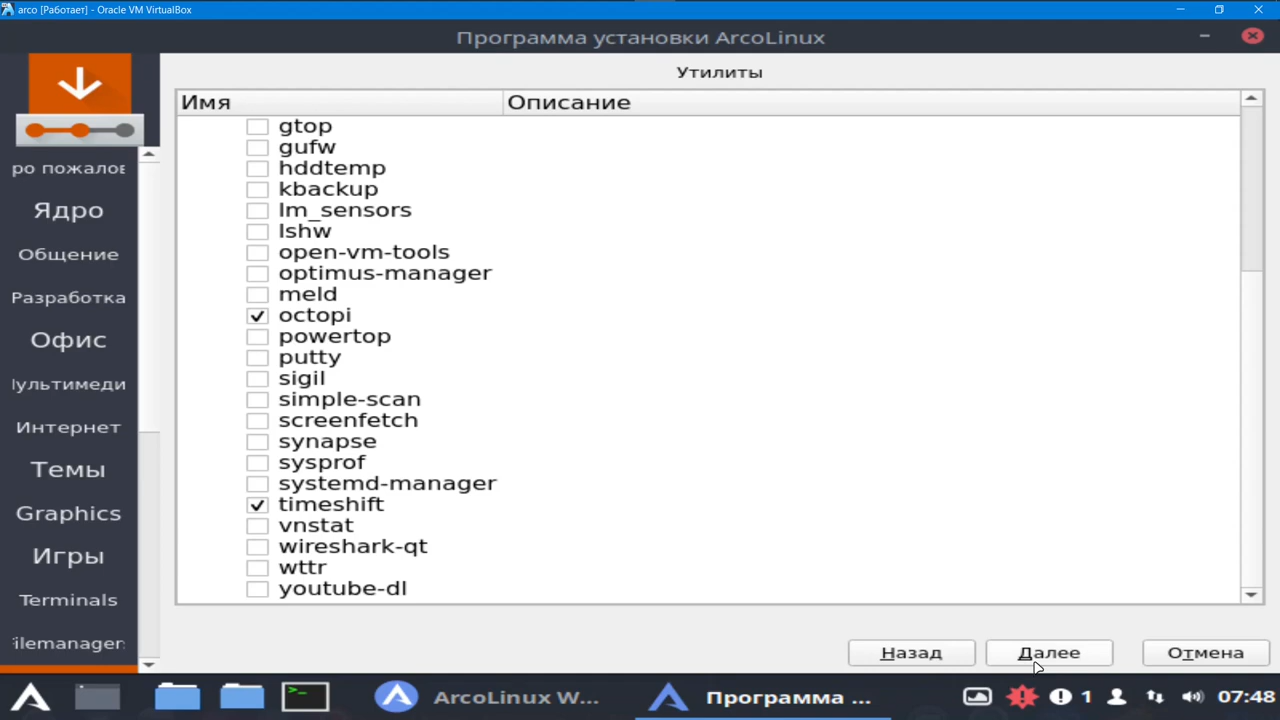 arco [Работает] - Oracle VM VirtualBox
Программа установки ArcoLinux
ро пожалов
Ядро
Общение
Разработка
Офис
ультимеди
Интернет
Темы
Graphics
Игры
Terminals
ilemanager
Утилиты
Имя Описание
gtop
gufw
hddtemp
kbackup
lm_sensors
lshw
open-vm-tools
optimus-manager
meld
octopi
powertop
putty
sigil
simple-scan
screenfetch
synapse
sysprof
systemd-manager
timeshift
vnstat
wireshark-qt
wttr
youtube-dl
Назад Далее Отмена
ArcoLinux W... Программа ... 1 07:48